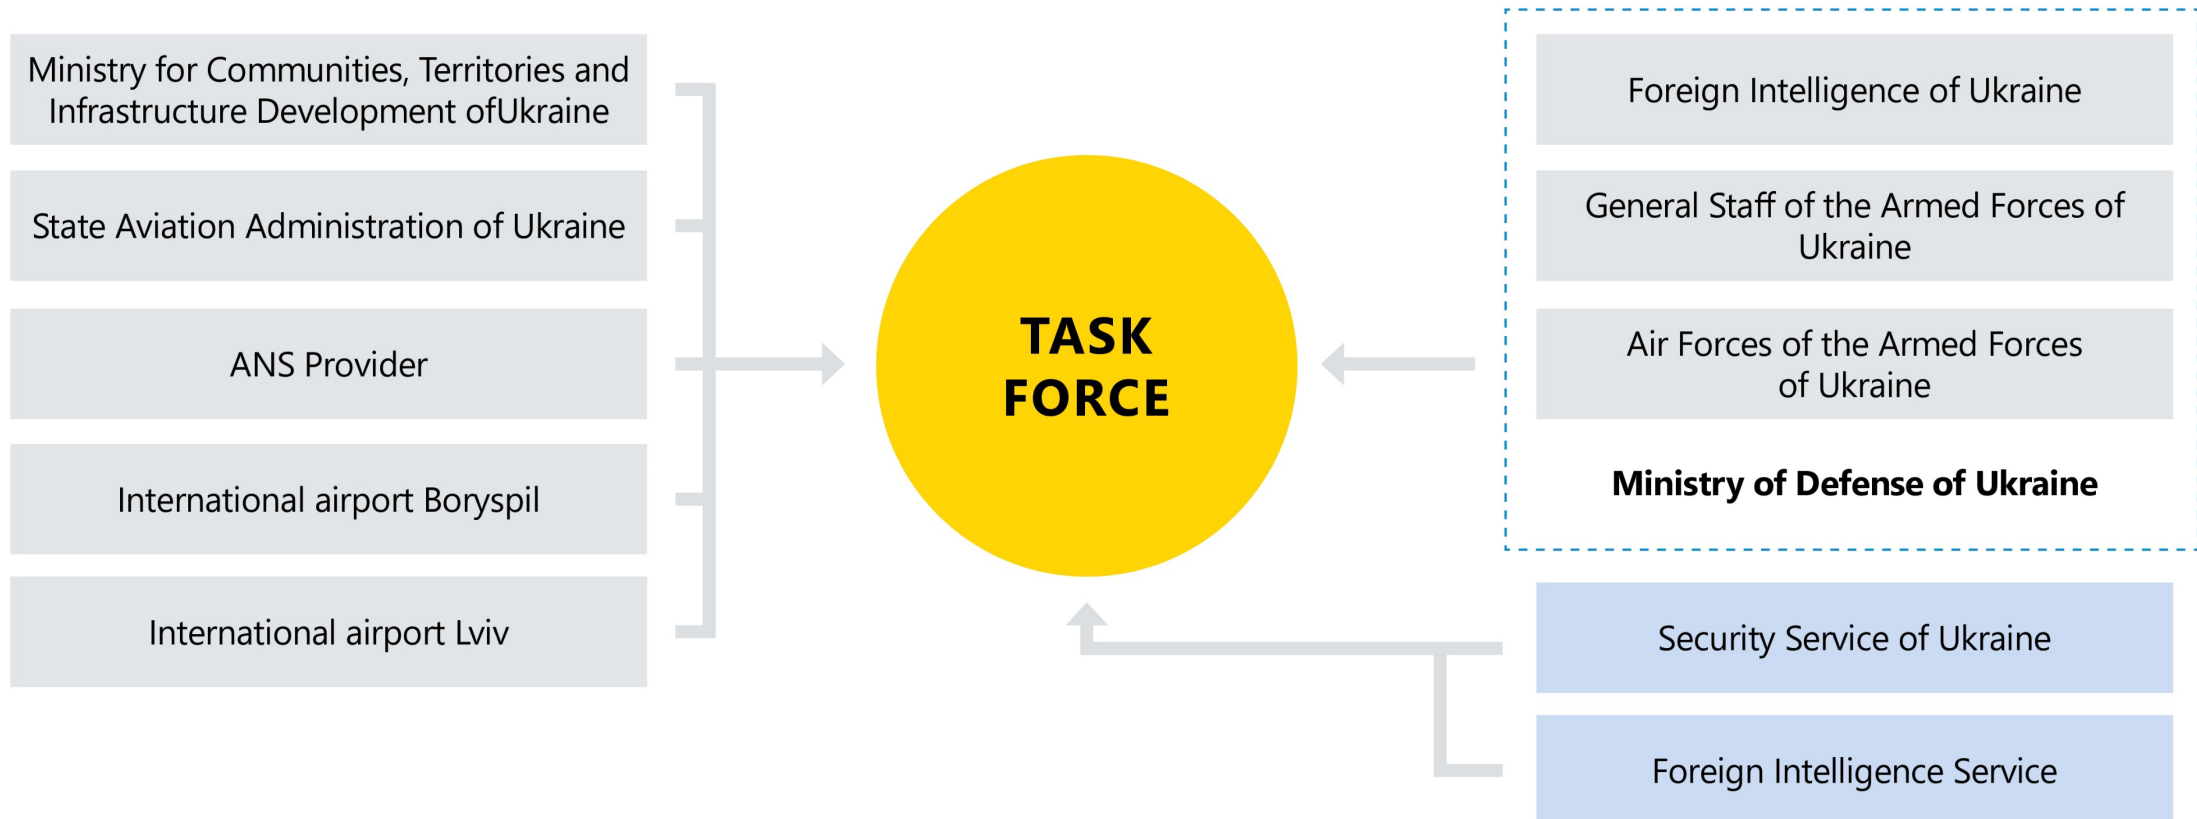 Ministry for Communities, Territories and
Infrastructure Development ofUkraine
State Aviation Administration of Ukraine
ANS Provider
International airport Boryspil
International airport Lviv
TASK
FORCE
Foreign Intelligence of Ukraine
General Staff of the Armed Forces of
Ukraine
Air Forces of the Armed Forces
of Ukraine
Ministry of Defense of Ukraine
Security Service of Ukraine
Foreign Intelligence Service